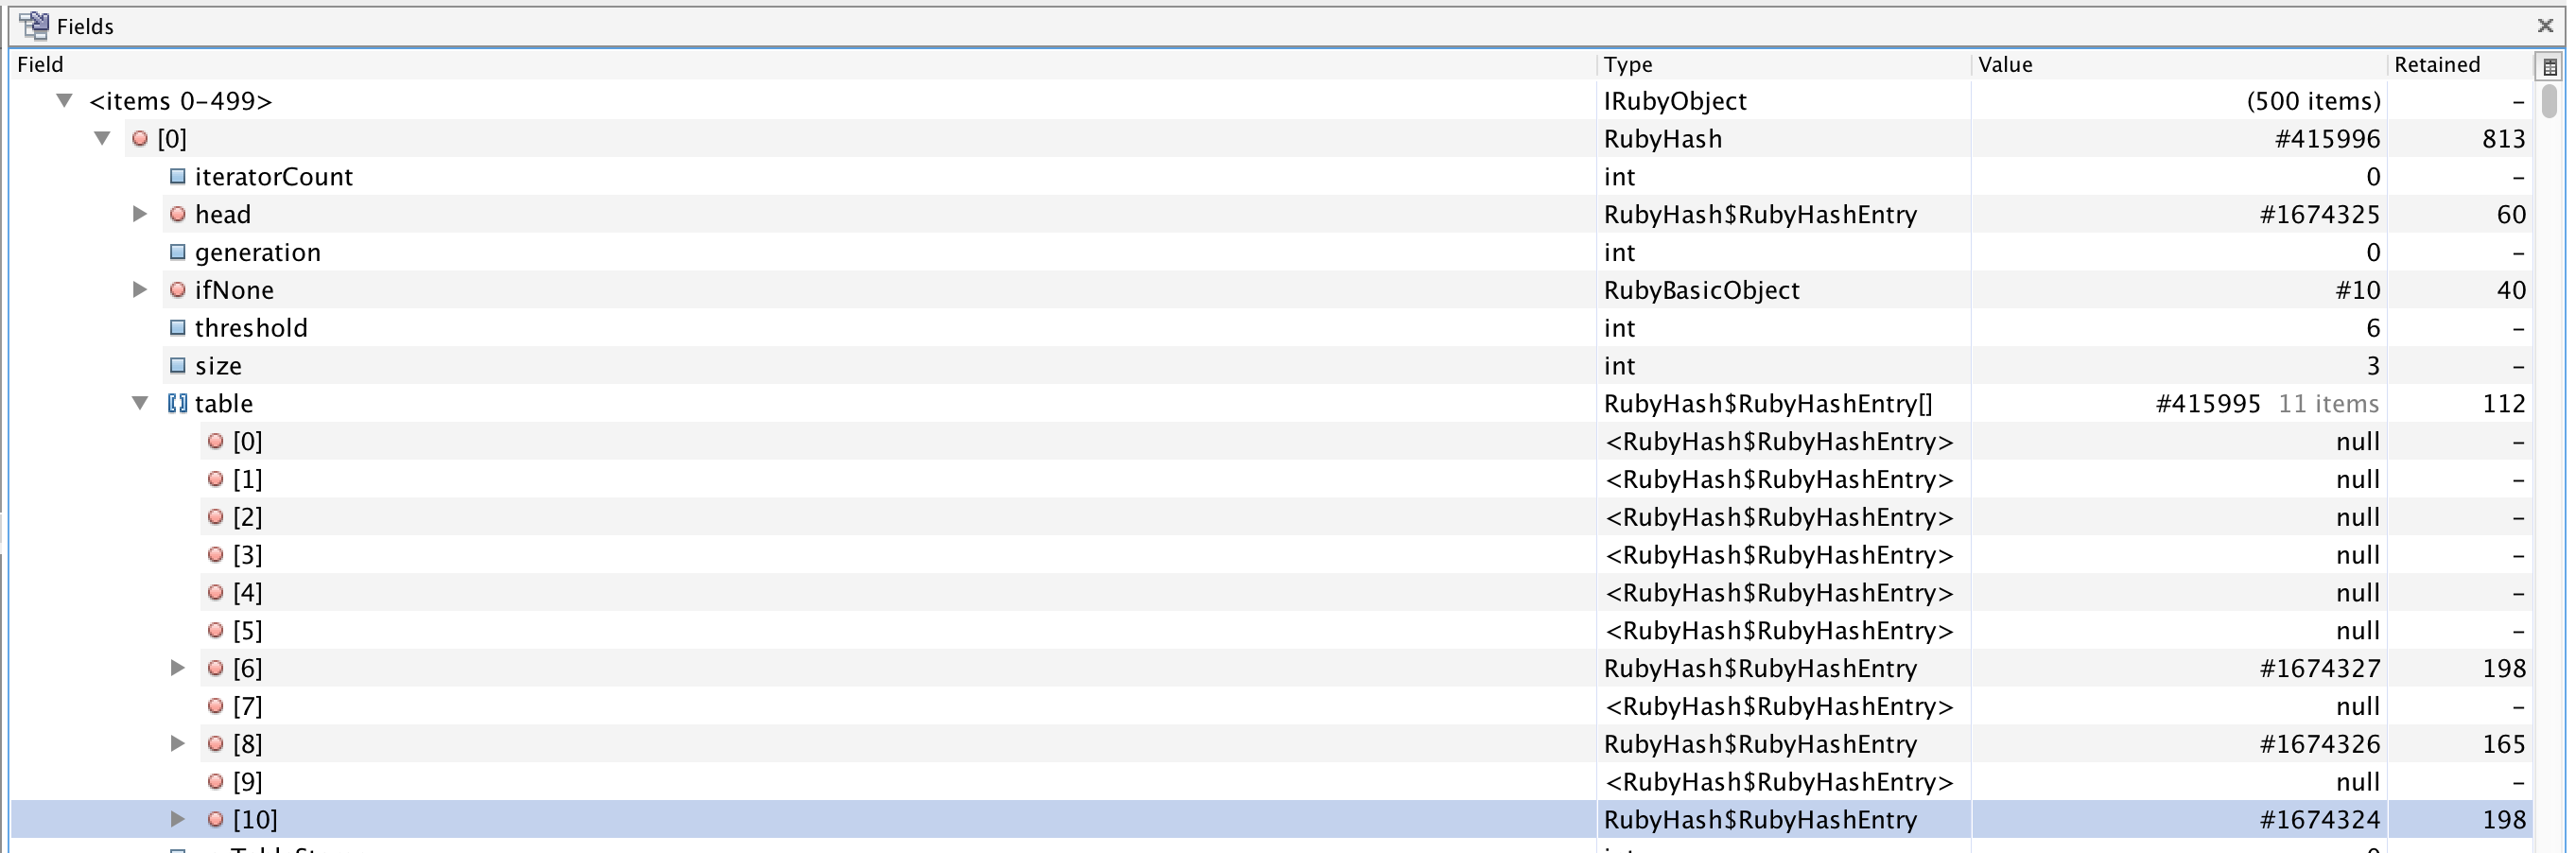 Fields
Field Type Value Retained
<items 0-499> IRubyObject (500 items) –
[0] RubyHash #415996 813
iteratorCount int 0 –
head RubyHash$RubyHashEntry #1674325 60
generation int 0 –
ifNone RubyBasicObject #10 40
threshold int 6 –
size int 3 –
table RubyHash$RubyHashEntry[] #415995 11 items 112
[0] <RubyHash$RubyHashEntry> null –
[1] <RubyHash$RubyHashEntry> null –
[2] <RubyHash$RubyHashEntry> null –
[3] <RubyHash$RubyHashEntry> null –
[4] <RubyHash$RubyHashEntry> null –
[5] <RubyHash$RubyHashEntry> null –
[6] RubyHash$RubyHashEntry #1674327 198
[7] <RubyHash$RubyHashEntry> null –
[8] RubyHash$RubyHashEntry #1674326 165
[9] <RubyHash$RubyHashEntry> null –
[10] RubyHash$RubyHashEntry #1674324 198